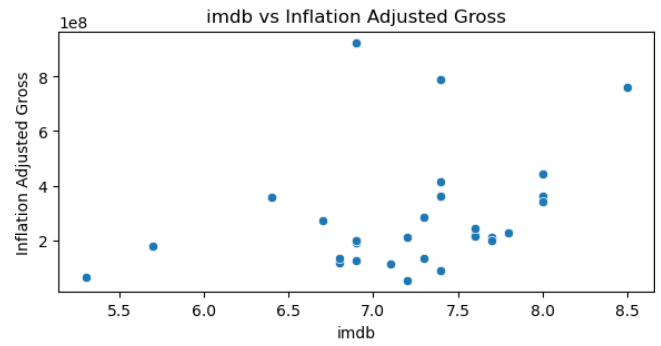 imdb vs Inflation Adjusted Gross
1e8
8
6
4
2
Inflation Adjusted Gross
5.5 6.0 6.5 7.0 7.5 8.0 8.5
imdb